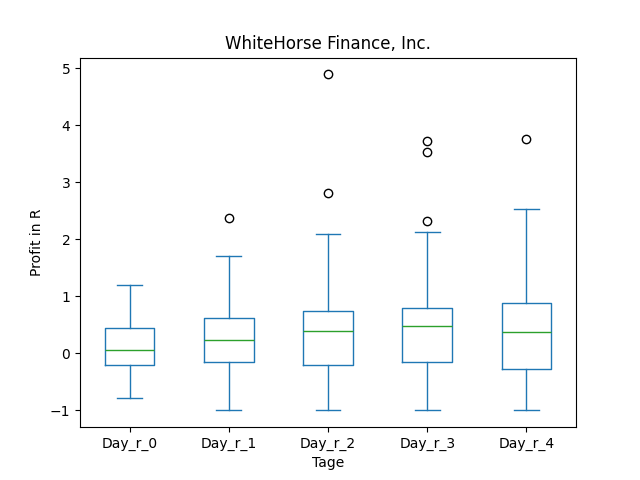 WhiteHorse Finance, Inc.
Profit in R
5
4
3
2
1
0
−1
Day_r_0 Day_r_1 Day_r_2 Day_r_3 Day_r_4
Tage